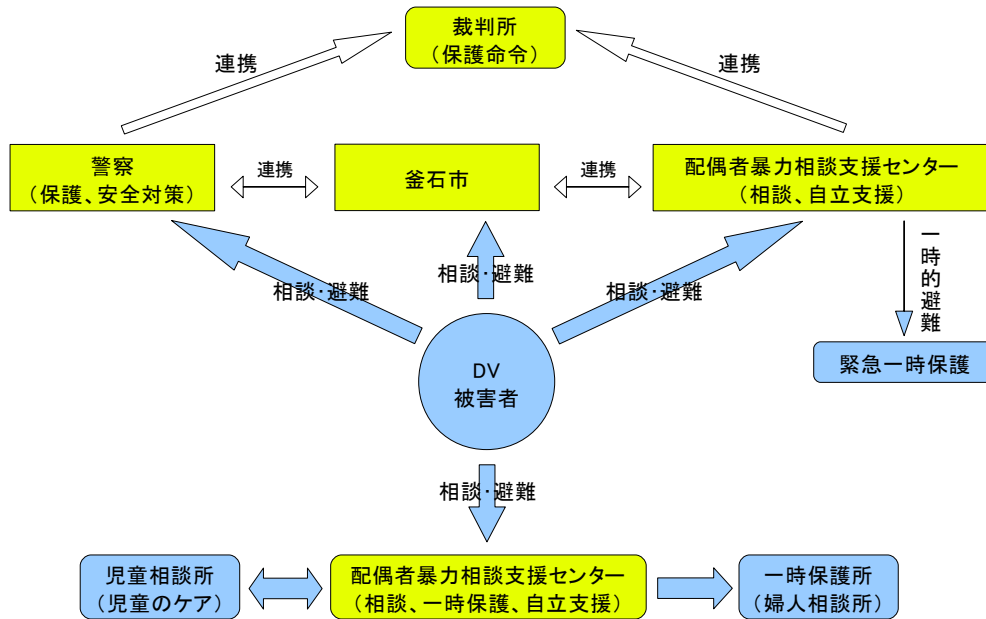 裁判所
(保護命令)
連携
連携
警察
(保護、安全対策)
連携
釜石市
連携
配偶者暴力相談支援センター
(相談、自立支援)
相談・避難
相談・避難
相談・避難
一時的避難
緊急一時保護
DV
被害者
相談・避難
児童相談所
(児童のケア)
配偶者暴力相談支援センター
(相談、一時保護、自立支援)
一時保護所
(婦人相談所)